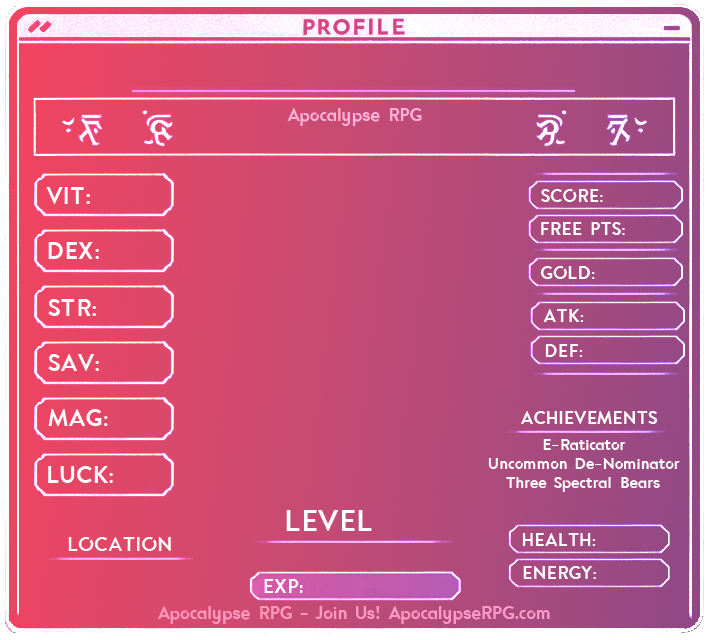 PROFILE
Apocalypse RPG
VIT:
DEX:
STR:
SAV:
MAG:
LUCK:
LOCATION
SCORE:
FREE PTS:
GOLD:
ATK:
DEF:
ACHIEVEMENTS
E-Raticator
Uncommon De-Nominator
Three Spectral Bears
LEVEL
EXP:
HEALTH:
ENERGY:
Apocalypse RPG - Join Us! ApocalypseRPG.com